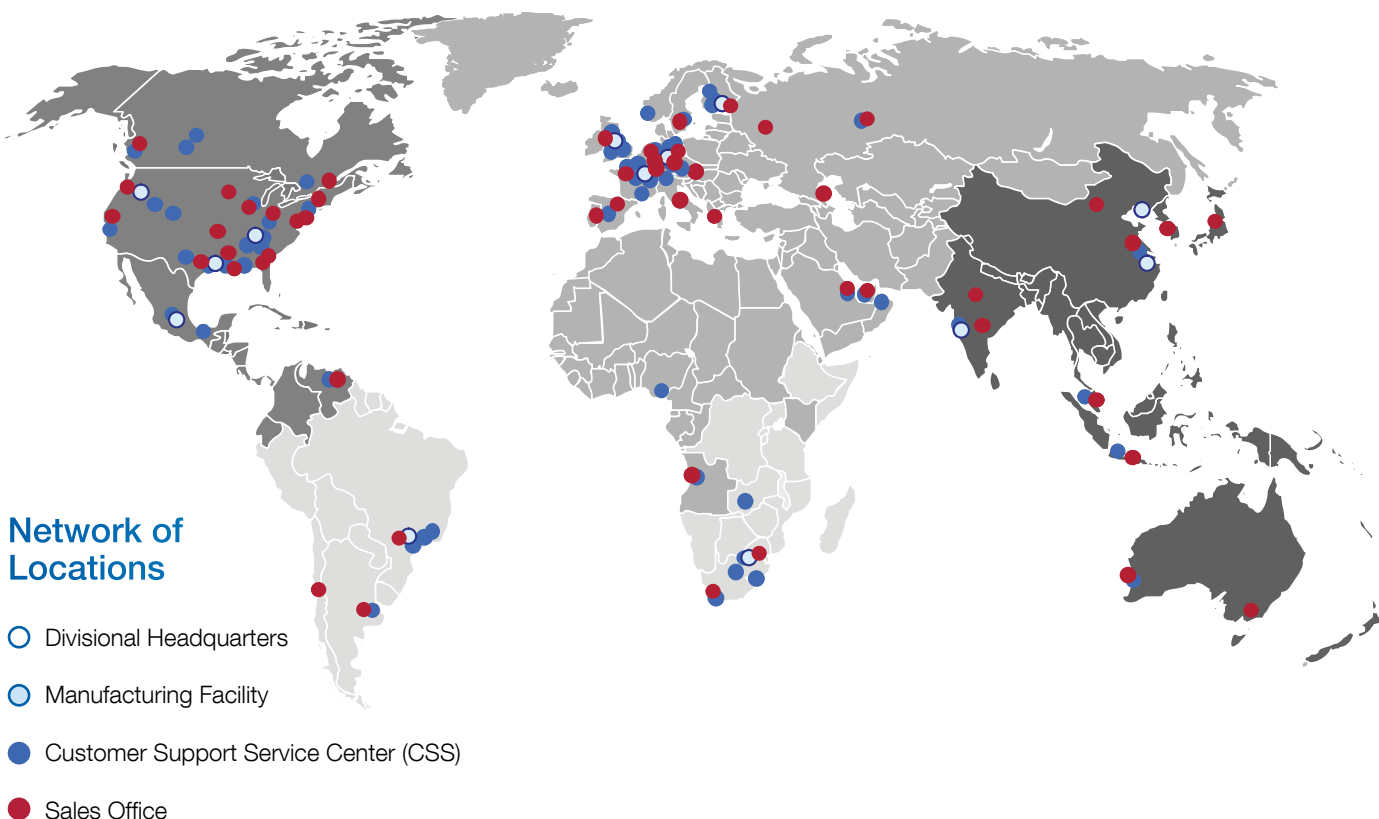 Network of
Locations
Divisional Headquarters
Manufacturing Facility
Customer Support Service Center (CSS)
Sales Office